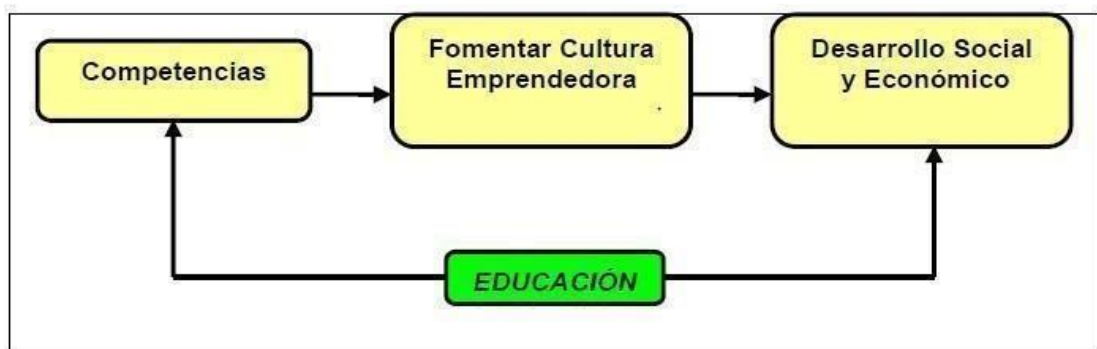 Competencias
Fomentar Cultura
Emprendedora
.
Desarrollo Social
y Económico
EDUCACIÓN